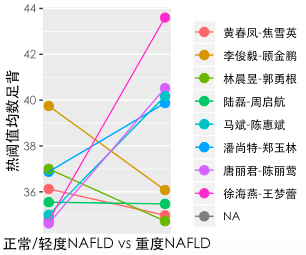 44
42
40
38
36
热阈值均数足背
正常/轻度NAFLD vs 重度NAFLD
黄春凤-焦雪英
李俊毅-顾金鹏
林晨昱-郭勇根
陆磊-周启航
马斌-陈惠斌
潘尚特-郑玉林
唐丽君-陈丽莺
徐海燕-王梦蕾
NA